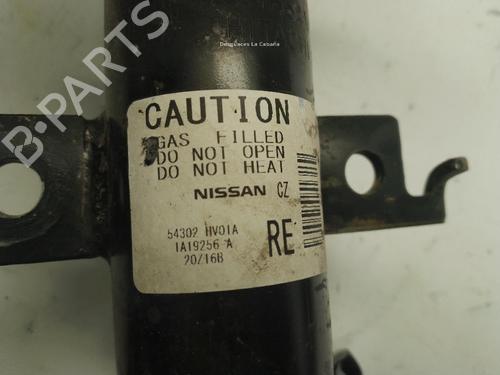 Desguaces La Cabaña
B-PARTS
CAUTION
GAS FILLED
DO NOT OPEN
DO NOT HEAT
NISSAN CZ
54302 HV01A
1A19256 A
20/16B
RE